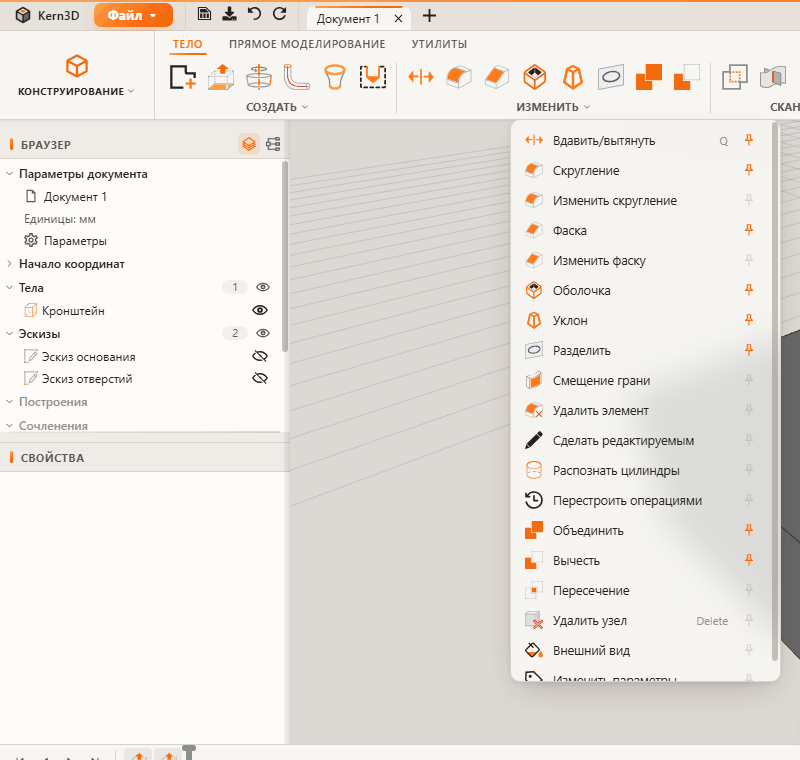 Kern3D Файл Документ 1
ТЕЛО ПРЯМОЕ МОДЕЛИРОВАНИЕ УТИЛИТЫ
КОНСТРУИРОВАНИЕ
СОЗДАТЬ ИЗМЕНИТЬ СКАН
БРАУЗЕР
Параметры документа
Документ 1
Единицы: мм
Параметры
Начало координат
Тела 1
Кронштейн
Эскизы 2
Эскиз основания
Эскиз отверстий
Построения
Сочленения
СВОЙСТВА
Вдавить/вытянуть Q
Скругление
Изменить скругление
Фаска
Изменить фаску
Оболочка
Уклон
Разделить
Смещение грани
Удалить элемент
Сделать редактируемым
Распознать цилиндры
Перестроить операциями
Объединить
Вычесть
Пересечение
Удалить узел Delete
Внешний вид
Изменить параметры